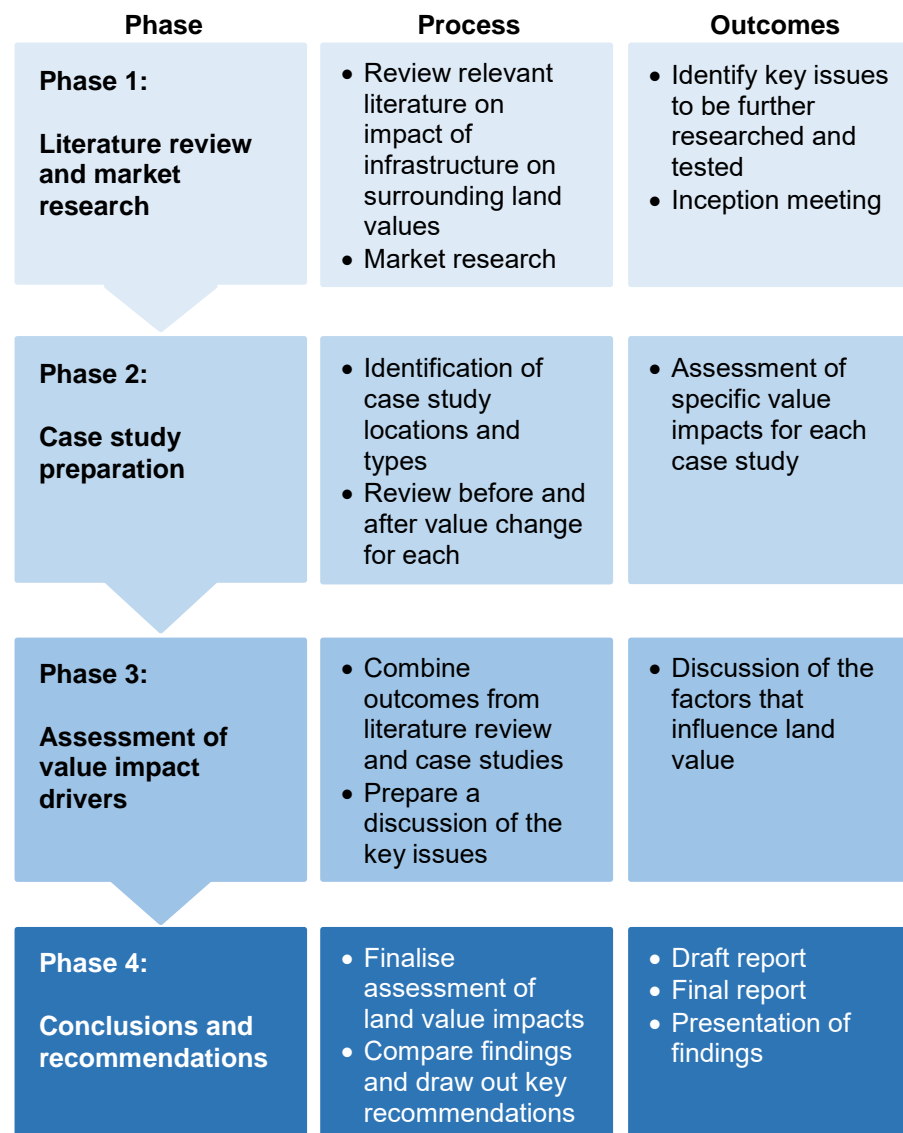 Phase
Process
Outcomes
Phase 1:
Literature review
and market
research
• Review relevant
literature on
impact of
infrastructure on
surrounding land
values
• Market research
• Identify key issues
to be further
researched and
tested
• Inception meeting
Phase 2:
Case study
preparation
• Identification of
case study
locations and
types
• Review before and
after value change
for each
• Assessment of
specific value
impacts for each
case study
Phase 3:
Assessment of
value impact
drivers
• Combine
outcomes from
literature review
and case studies
• Prepare a
discussion of the
key issues
• Discussion of the
factors that
influence land
value
Phase 4:
Conclusions and
recommendations
• Finalise
assessment of
land value impacts
• Compare findings
and draw out key
recommendations
• Draft report
• Final report
• Presentation of
findings